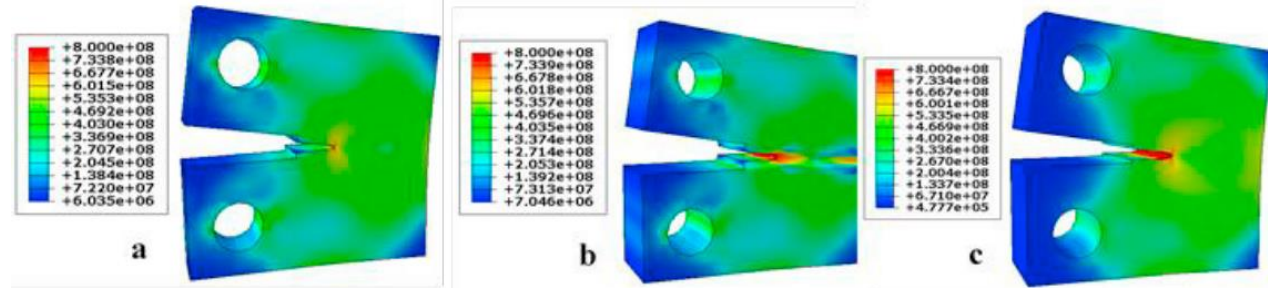 +8.000e+08
+7.338e+08
+6.677e+08
+6.015e+08
+5.353e+08
+4.692e+08
+4.030e+08
+3.369e+08
+2.707e+08
+2.045e+08
+1.384e+08
+7.220e+07
+6.035e+06
a
+8.000e+08
+7.339e+08
+6.678e+08
+6.018e+08
+5.357e+08
+4.696e+08
+4.035e+08
+3.374e+08
+2.714e+08
+2.053e+08
+1.392e+08
+7.313e+07
+7.046e+06
b
+8.000e+08
+7.334e+08
+6.667e+08
+6.001e+08
+5.335e+08
+4.669e+08
+4.002e+08
+3.336e+08
+2.670e+08
+2.004e+08
+1.337e+08
+6.710e+07
+4.777e+05
c